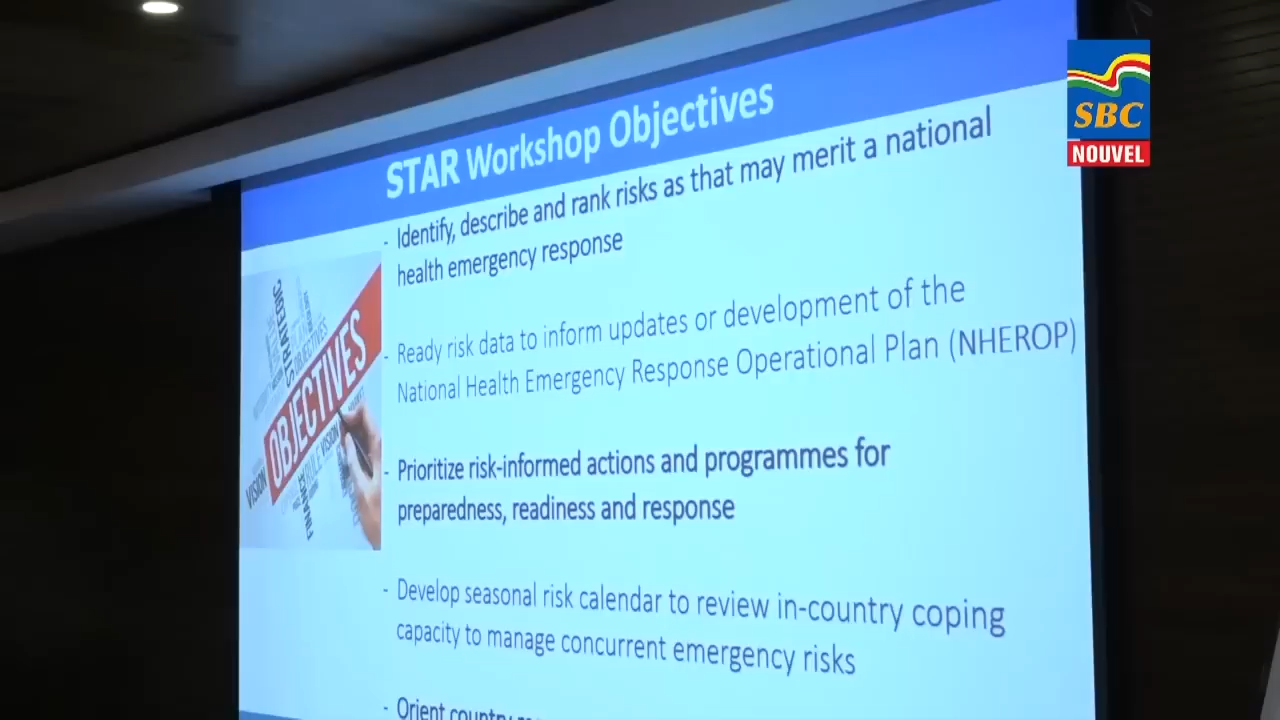 SBC
NOUVEL
STAR Workshop Objectives
- Identify, describe and rank risks as that may merit a national
health emergency response
- Ready risk data to inform updates or development of the
National Health Emergency Response Operational Plan (NHEROP)
- Prioritize risk-informed actions and programmes for
preparedness, readiness and response
- Develop seasonal risk calendar to review in-country coping
capacity to manage concurrent emergency risks
- Orient country
STRATEGIC
OBJECTIVES
OBJECTIVES
VISION
VISION